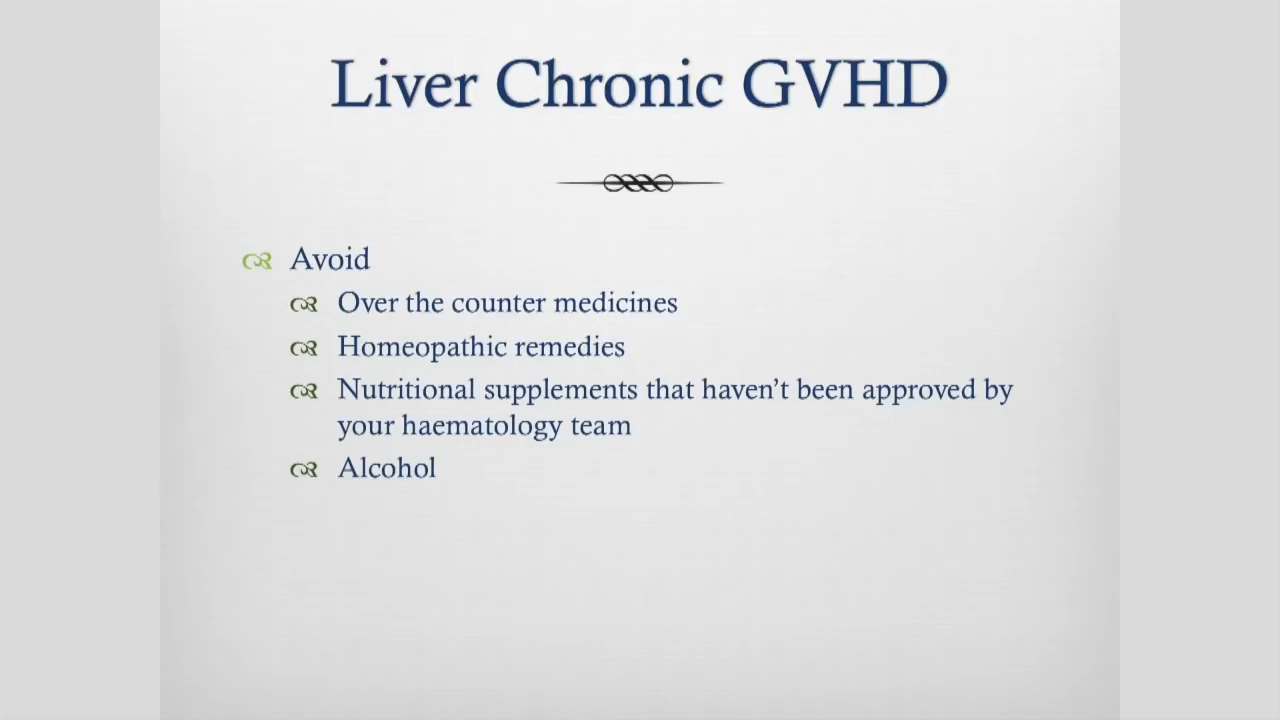 Liver Chronic GVHD
Avoid
Over the counter medicines
Homeopathic remedies
Nutritional supplements that haven’t been approved by
your haematology team
Alcohol